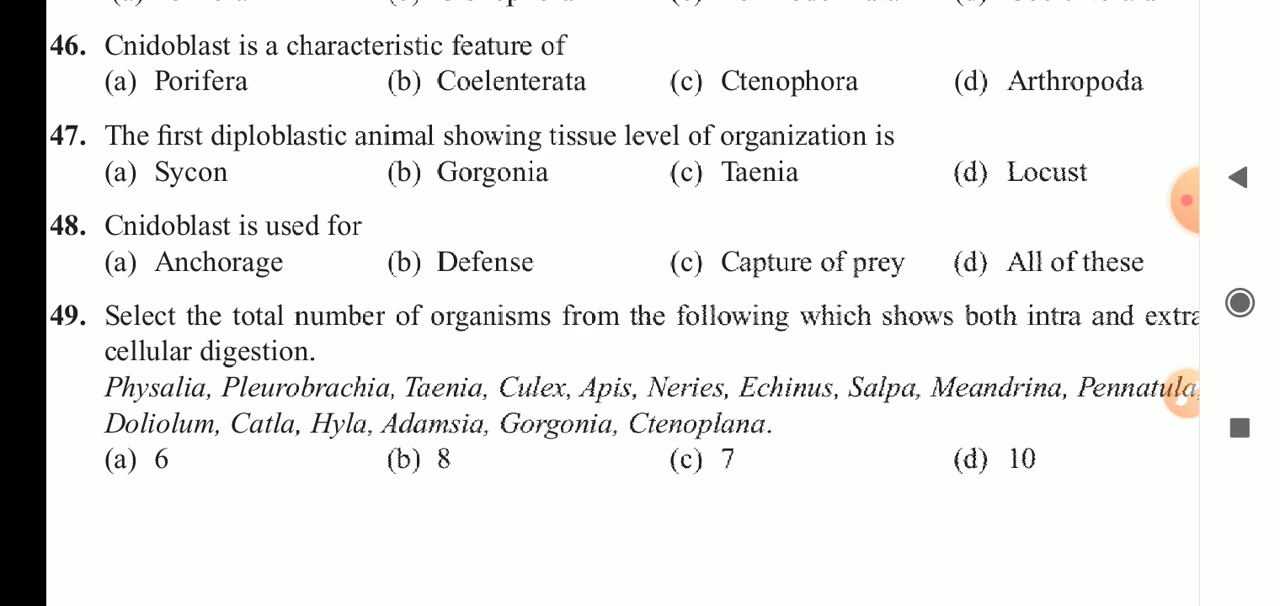 46. Cnidoblast is a characteristic feature of
(a) Porifera (b) Coelenterata (c) Ctenophora (d) Arthropoda
47. The first diploblastic animal showing tissue level of organization is
(a) Sycon (b) Gorgonia (c) Taenia (d) Locust
48. Cnidoblast is used for
(a) Anchorage (b) Defense (c) Capture of prey (d) All of these
49. Select the total number of organisms from the following which shows both intra and extra
cellular digestion.
Physalia, Pleurobrachia, Taenia, Culex, Apis, Neries, Echinus, Salpa, Meandrina, Pennatula,
Doliolum, Catla, Hyla, Adamsia, Gorgonia, Ctenoplana.
(a) 6 (b) 8 (c) 7 (d) 10